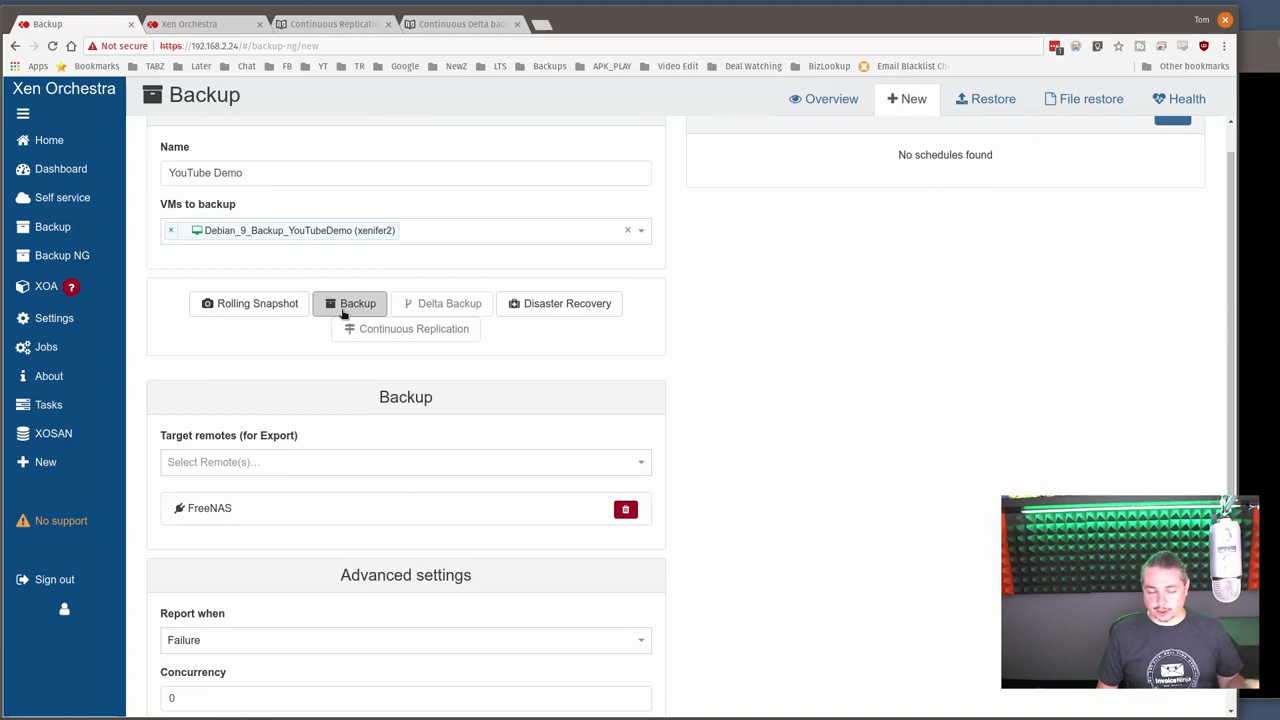 Backup
Xen Orchestra
Continuous Replicatio
Continuous Delta bac
Tom
Not secure
https://192.168.2.24/#/backup-ng/new
Apps
Bookmarks
TABZ
Later
Chat
FB
YT
TR
Google
NewZ
LTS
Backups
APK_PLAY
Video Edit
Deal Watching
BizLookup
Email Blacklist Ch
Other bookmarks
Xen Orchestra
Home
Dashboard
Self service
Backup
Backup NG
XOA ?
Settings
Jobs
About
Tasks
XOSAN
New
No support
Sign out
Backup
Overview
New
Restore
File restore
Health
Name
YouTube Demo
VMs to backup
× Debian_9_Backup_YouTubeDemo (xenifer2) ×
Rolling Snapshot
Backup
Delta Backup
Disaster Recovery
Continuous Replication
Backup
Target remotes (for Export)
Select Remote(s)...
FreeNAS
Advanced settings
Report when
Failure
Concurrency
0
No schedules found
InvoiceNinja